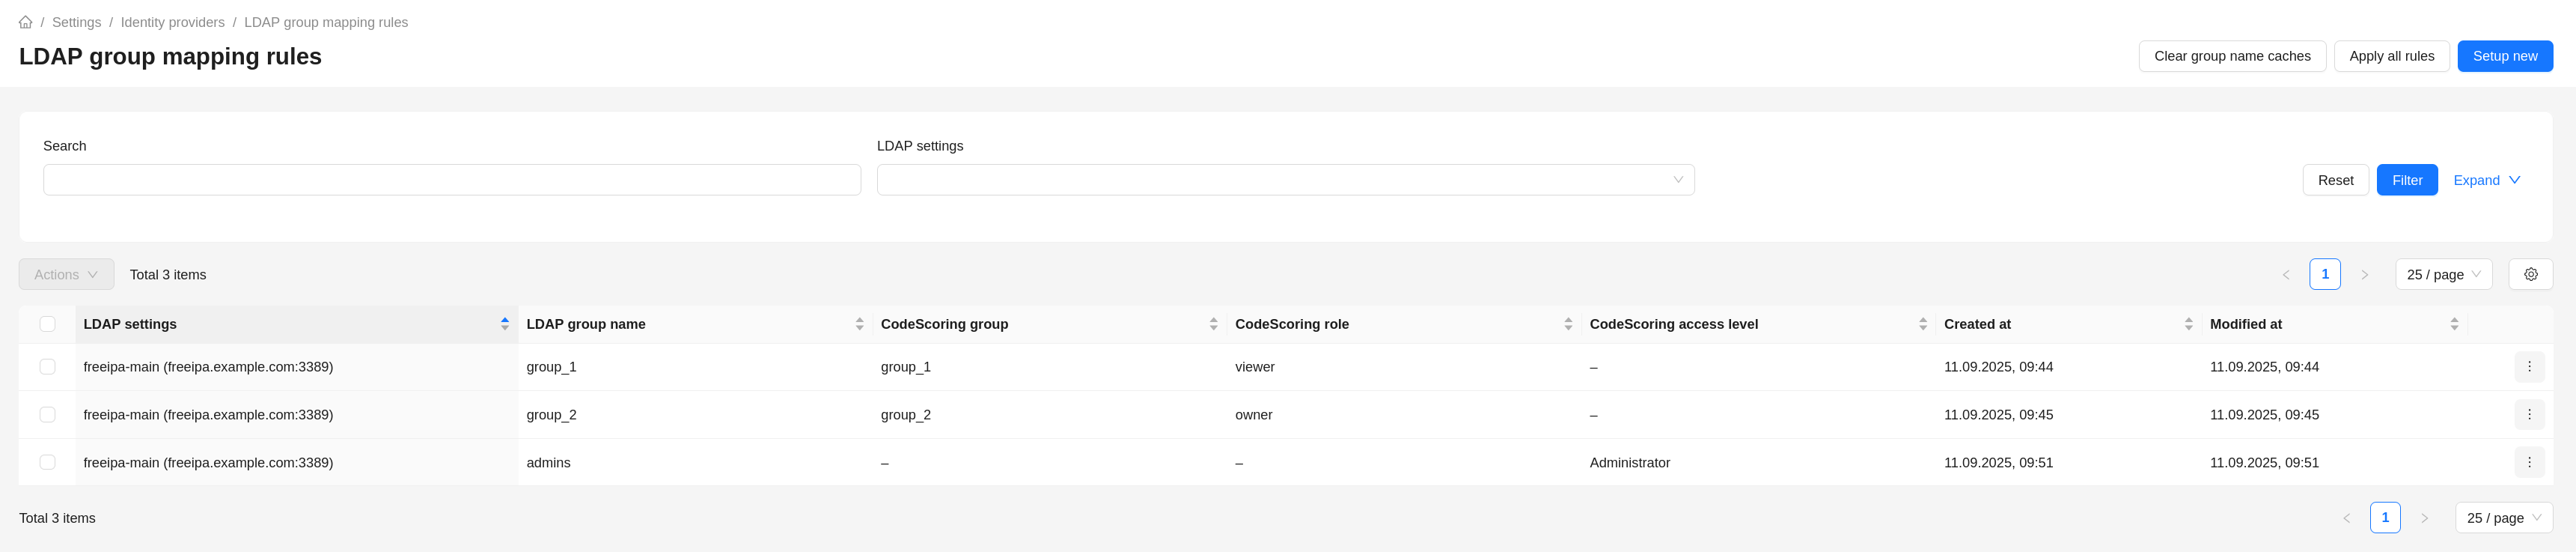 / Settings / Identity providers / LDAP group mapping rules
LDAP group mapping rules
Clear group name caches Apply all rules Setup new
Search LDAP settings
Reset Filter Expand
Actions Total 3 items 1 25 / page
LDAP settings LDAP group name CodeScoring group CodeScoring role CodeScoring access level Created at Modified at
freeipa-main (freeipa.example.com:3389) group_1 group_1 viewer – 11.09.2025, 09:44 11.09.2025, 09:44
freeipa-main (freeipa.example.com:3389) group_2 group_2 owner – 11.09.2025, 09:45 11.09.2025, 09:45
freeipa-main (freeipa.example.com:3389) admins – – Administrator 11.09.2025, 09:51 11.09.2025, 09:51
Total 3 items 1 25 / page